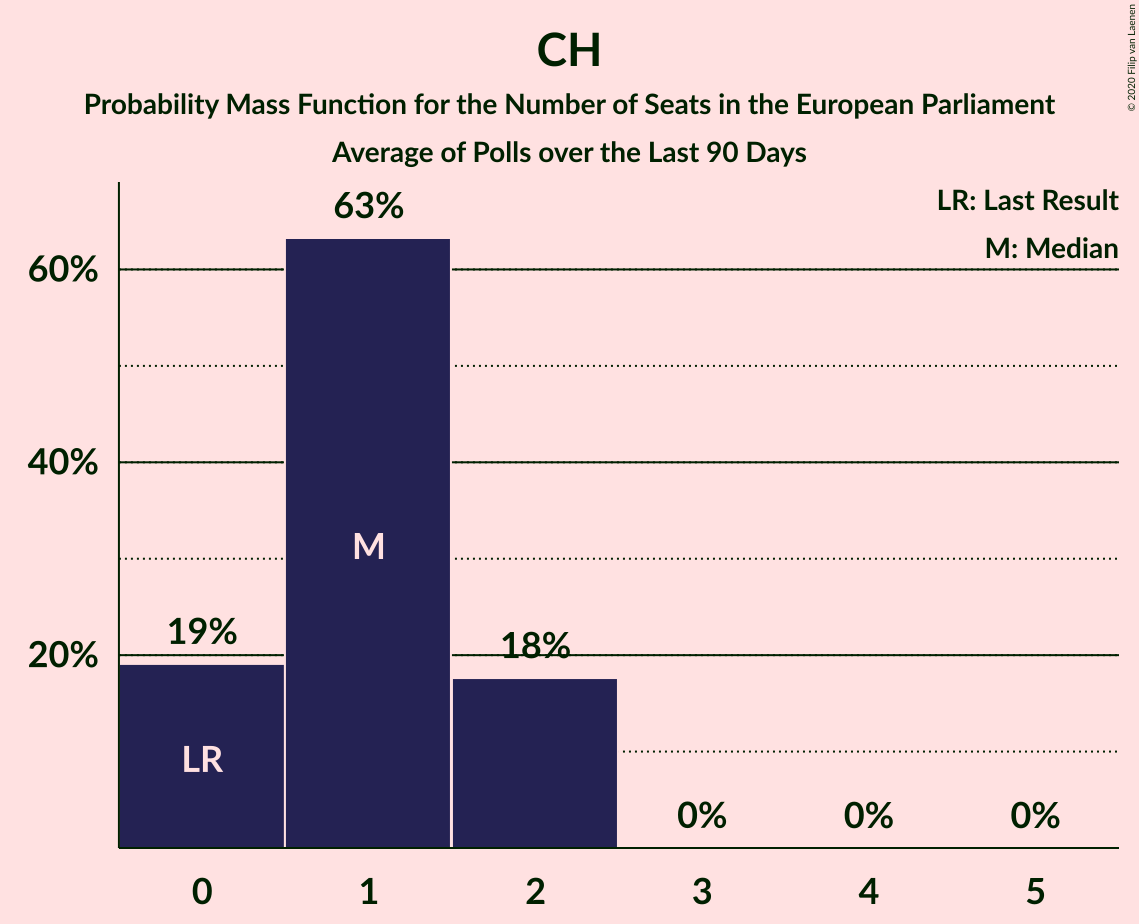 CH
Probability Mass Function for the Number of Seats in the European Parliament
Average of Polls over the Last 90 Days
© 2020 Filip van Laenen
LR: Last Result
M: Median
63%
60%
40%
M
19%
18%
20%
LR
0%
0%
0%
0
1
2
3
4
5